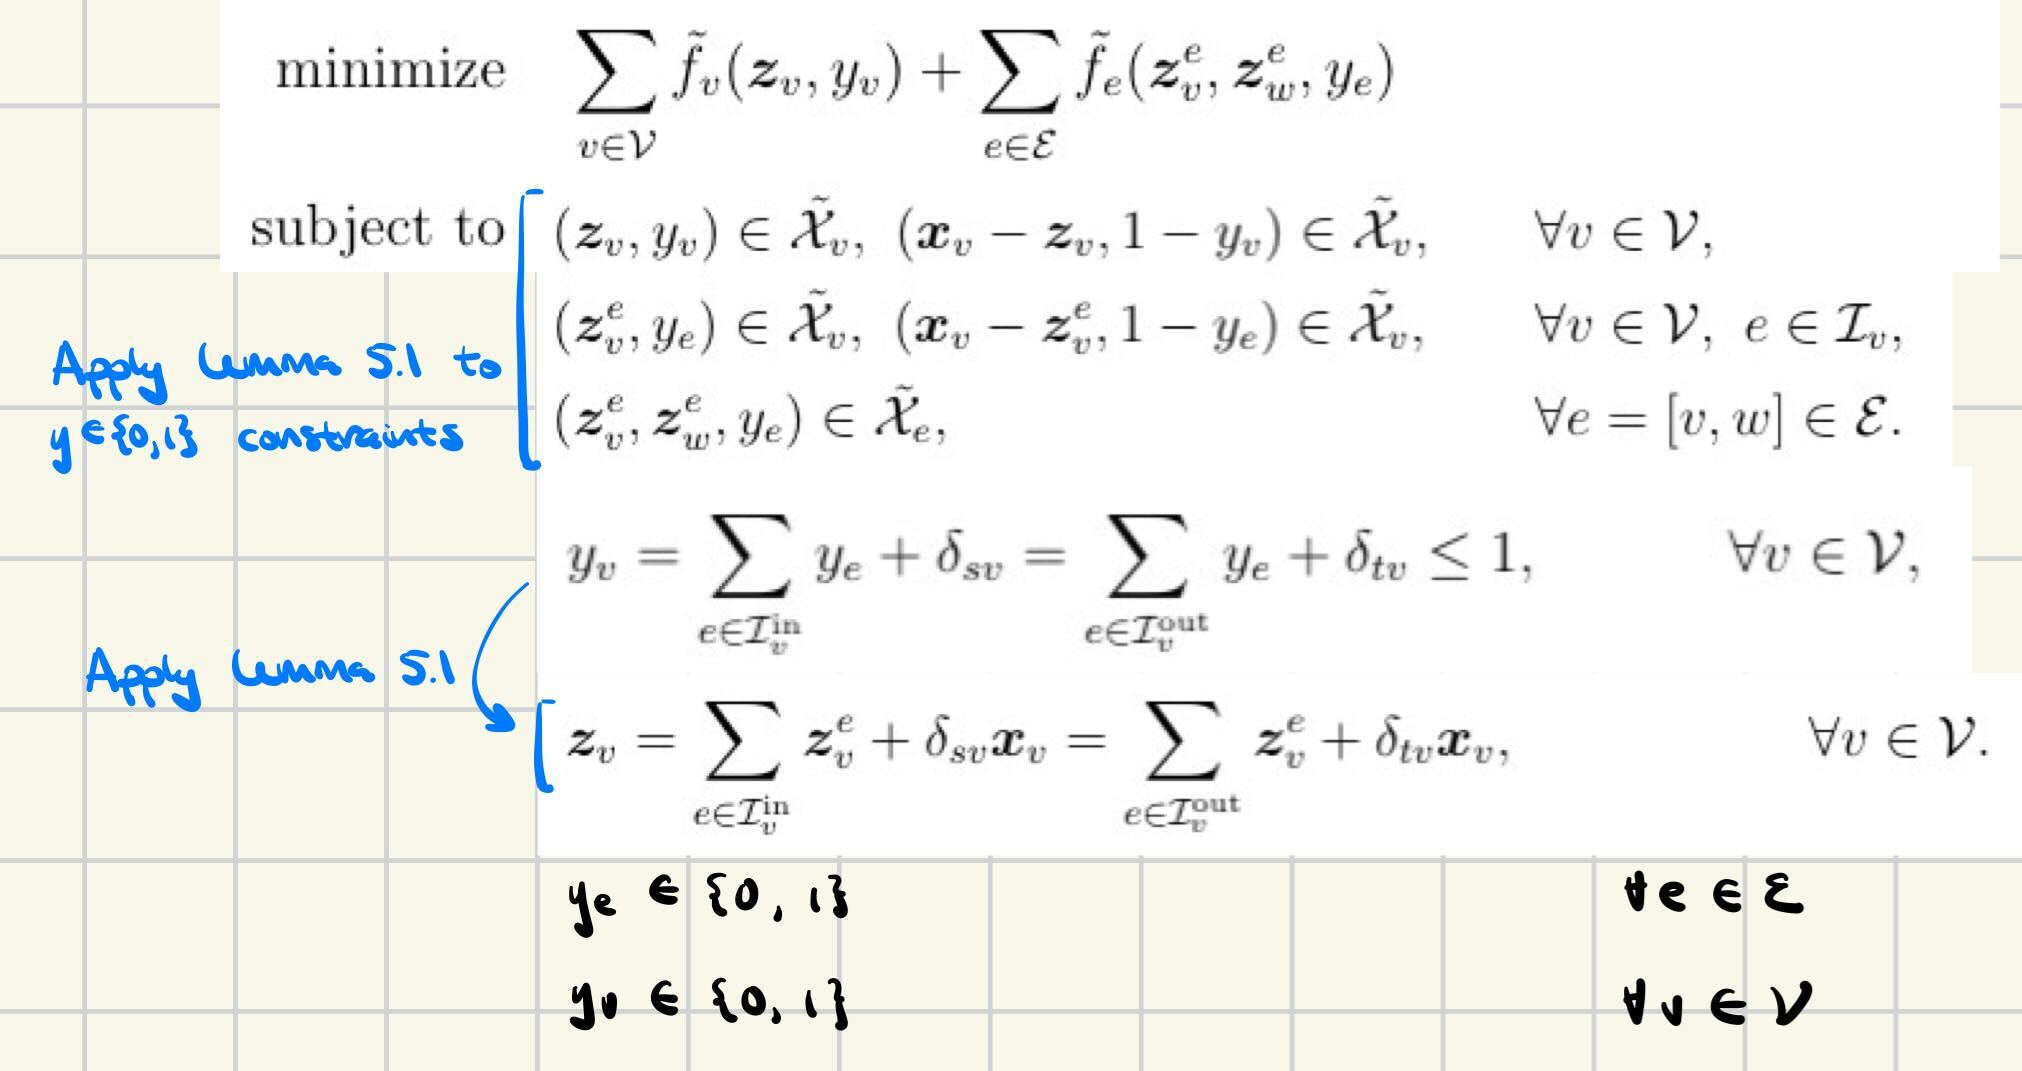 minimize $\sum_{v \in \mathcal{V}} \tilde{f}_v(\boldsymbol{z}_v, y_v) + \sum_{e \in \mathcal{E}} \tilde{f}_e(\boldsymbol{z}_v^e, \boldsymbol{z}_w^e, y_e)$
subject to $(\boldsymbol{z}_v, y_v) \in \tilde{\mathcal{X}}_v, \ (\boldsymbol{x}_v - \boldsymbol{z}_v, 1 - y_v) \in \tilde{\mathcal{X}}_v, \quad \forall v \in \mathcal{V},$
$(\boldsymbol{z}_v^e, y_e) \in \tilde{\mathcal{X}}_v, \ (\boldsymbol{x}_v - \boldsymbol{z}_v^e, 1 - y_e) \in \tilde{\mathcal{X}}_v, \quad \forall v \in \mathcal{V}, \ e \in \mathcal{I}_v,$
Apply Lemma 5.1 to
$(\boldsymbol{z}_v^e, \boldsymbol{z}_w^e, y_e) \in \tilde{\mathcal{X}}_e, \quad \forall e = [v, w] \in \mathcal{E}.$
$y \in \{0,1\}$ constraints
$y_v = \sum_{e \in \mathcal{I}_v^{\text{in}}} y_e + \delta_{sv} = \sum_{e \in \mathcal{I}_v^{\text{out}}} y_e + \delta_{tv} \leq 1, \quad \forall v \in \mathcal{V},$
Apply Lemma 5.1
$\boldsymbol{z}_v = \sum_{e \in \mathcal{I}_v^{\text{in}}} \boldsymbol{z}_v^e + \delta_{sv} \boldsymbol{x}_v = \sum_{e \in \mathcal{I}_v^{\text{out}}} \boldsymbol{z}_v^e + \delta_{tv} \boldsymbol{x}_v, \quad \forall v \in \mathcal{V}.$
$y_e \in \{0, 1\} \quad \forall e \in \mathcal{E}$
$y_v \in \{0, 1\} \quad \forall v \in \mathcal{V}$